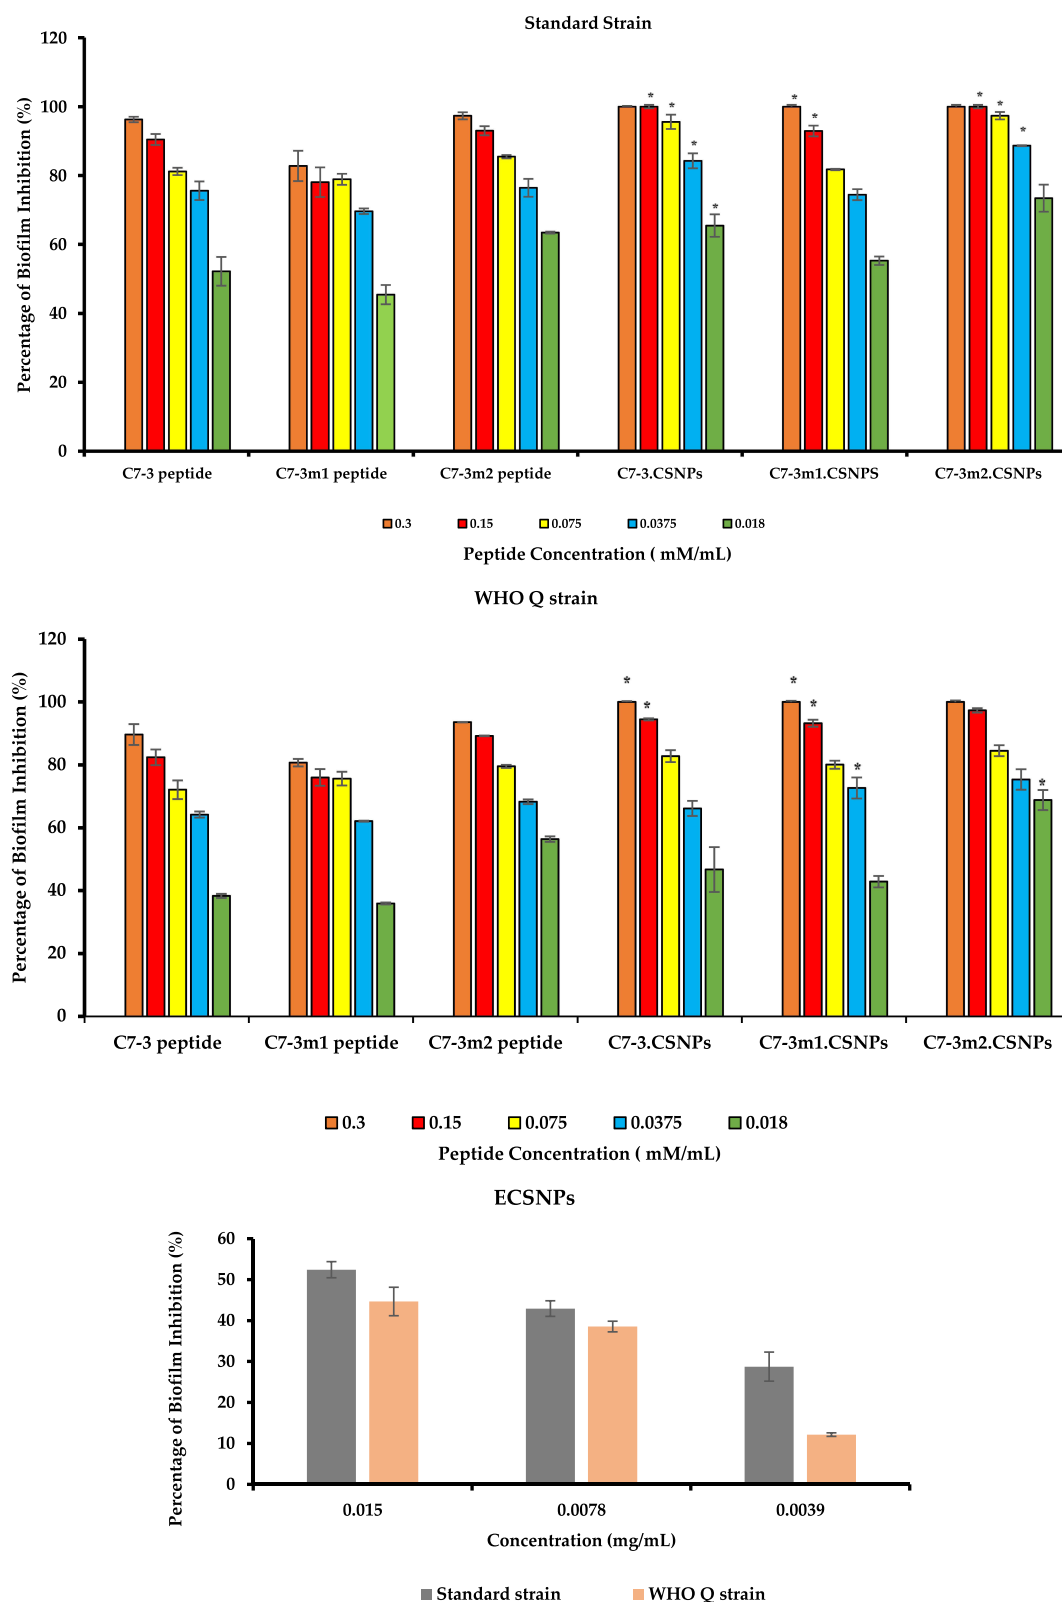 Standard Strain
Percentage of Biofilm Inhibition (%)
120
100
80
60
40
20
0
* * * * * * * * *
C7-3 peptide C7-3m1 peptide C7-3m2 peptide C7-3.CSNPs C7-3m1.CSNPS C7-3m2.CSNPs
0.3 0.15 0.075 0.0375 0.018
Peptide Concentration ( mM/mL)
WHO Q strain
Percentage of Biofilm Inhibition (%)
120
100
80
60
40
20
0
* * * * * *
C7-3 peptide C7-3m1 peptide C7-3m2 peptide C7-3.CSNPs C7-3m1.CSNPs C7-3m2.CSNPs
0.3 0.15 0.075 0.0375 0.018
Peptide Concentration ( mM/mL)
ECSNPs
Percentage of Biofilm Inhibition (%)
60
50
40
30
20
10
0
0.015 0.0078 0.0039
Concentration (mg/mL)
Standard strain WHO Q strain